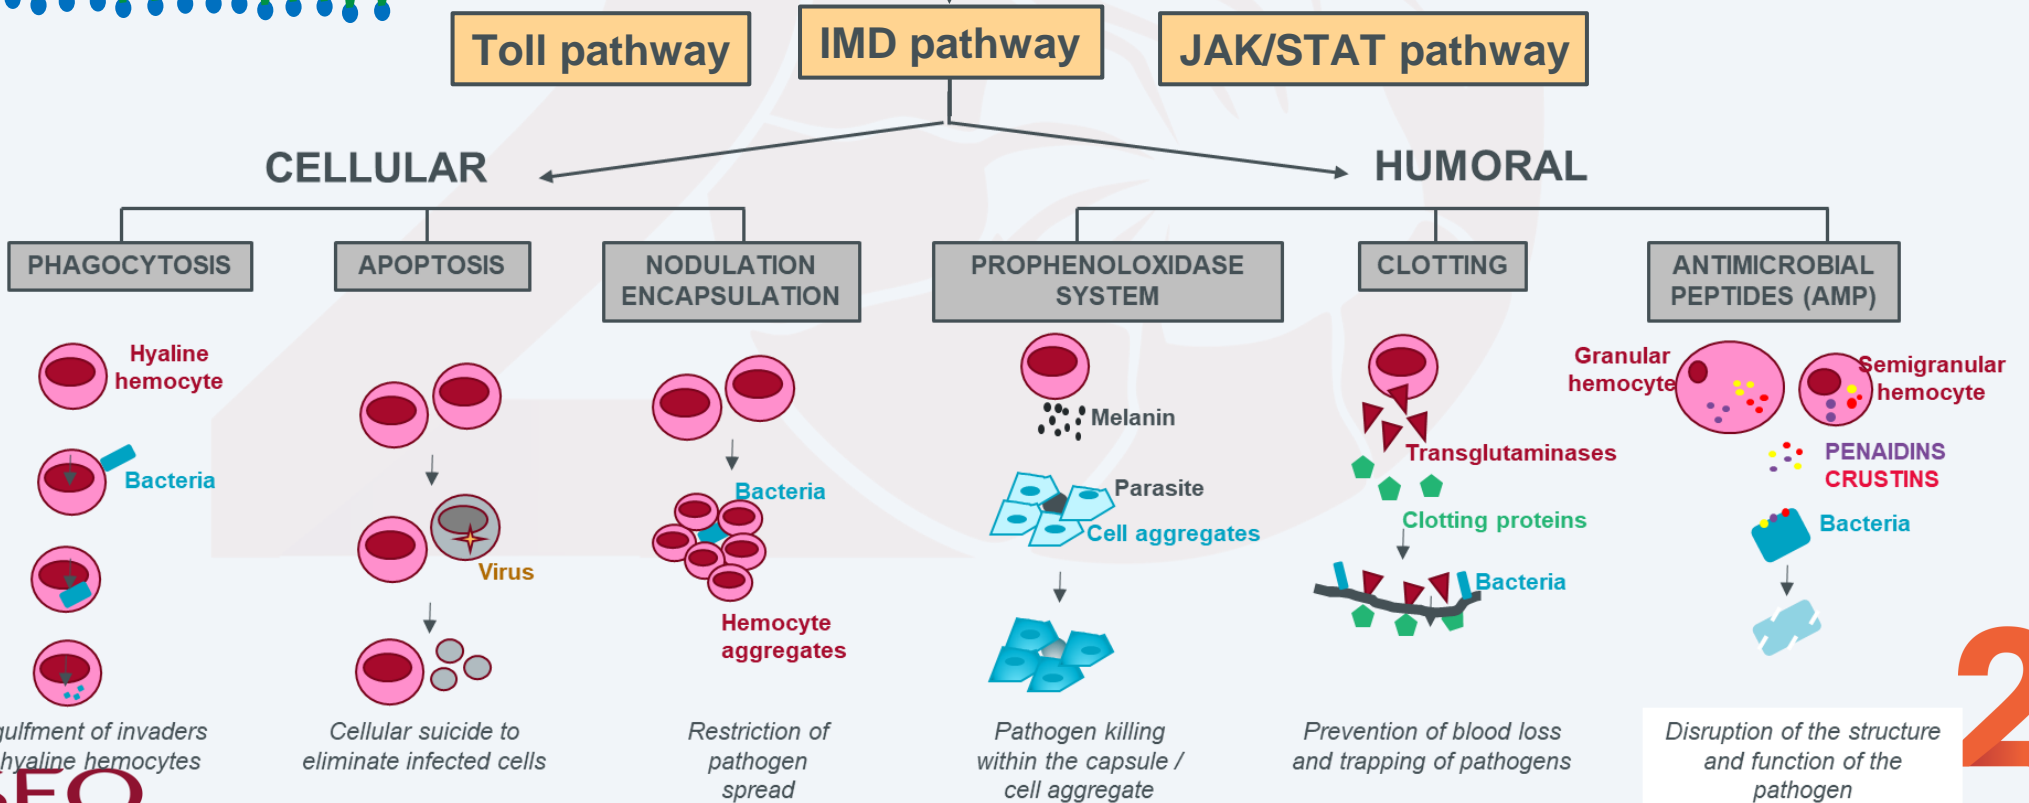 Toll pathway
IMD pathway
JAK/STAT pathway
CELLULAR
HUMORAL
PHAGOCYTOSIS
APOPTOSIS
NODULATION
ENCAPSULATION
PROPHENOLOXIDASE
SYSTEM
CLOTTING
ANTIMICROBIAL
PEPTIDES (AMP)
Hyaline
hemocyte
Bacteria
Virus
Bacteria
Hemocyte
aggregates
Melanin
Parasite
Cell aggregates
Transglutaminases
Clotting proteins
Bacteria
Granular
hemocyte
Semigranular
hemocyte
PENAIDINS
CRUSTINS
Bacteria
gulfment of invaders
hyaline hemocytes
Cellular suicide to
eliminate infected cells
Restriction of
pathogen
spread
Pathogen killing
within the capsule /
cell aggregate
Prevention of blood loss
and trapping of pathogens
Disruption of the structure
and function of the
pathogen
2